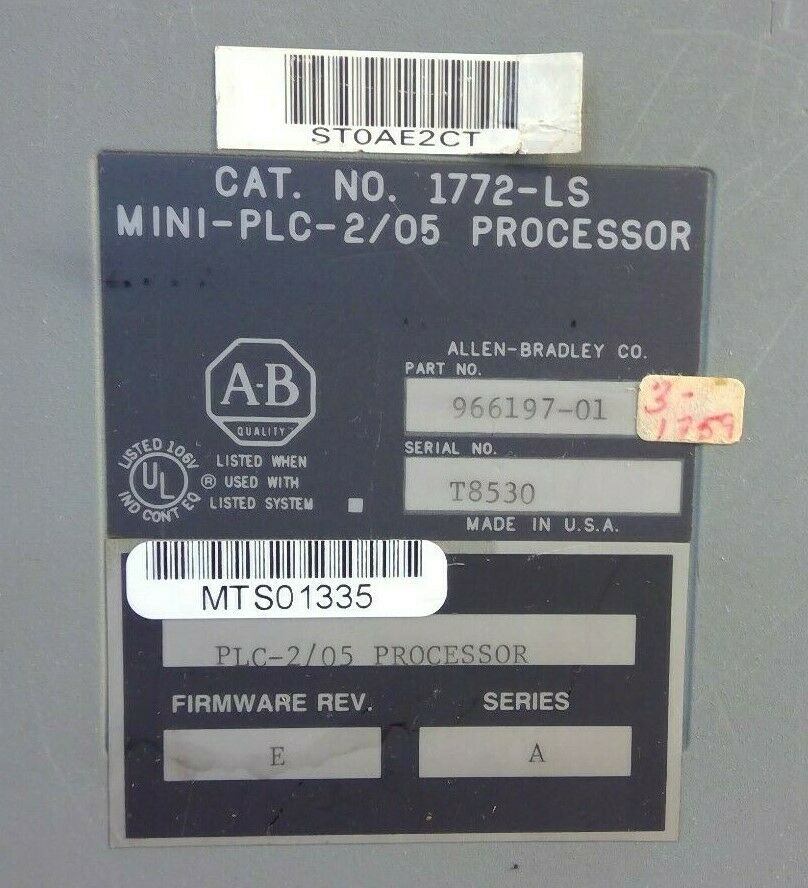 ST0AE2CT
CAT. NO. 1772-LS
MINI-PLC-2/05 PROCESSOR
A-B
QUALITY
ALLEN-BRADLEY CO.
PART NO.
966197-01
3-
1759
SERIAL NO.
T8530
MADE IN U.S.A.
LISTED 106Y
UL
®
IND CONT EQ
LISTED WHEN
USED WITH
LISTED SYSTEM
MTS01335
PLC-2/05 PROCESSOR
FIRMWARE REV.
SERIES
E
A